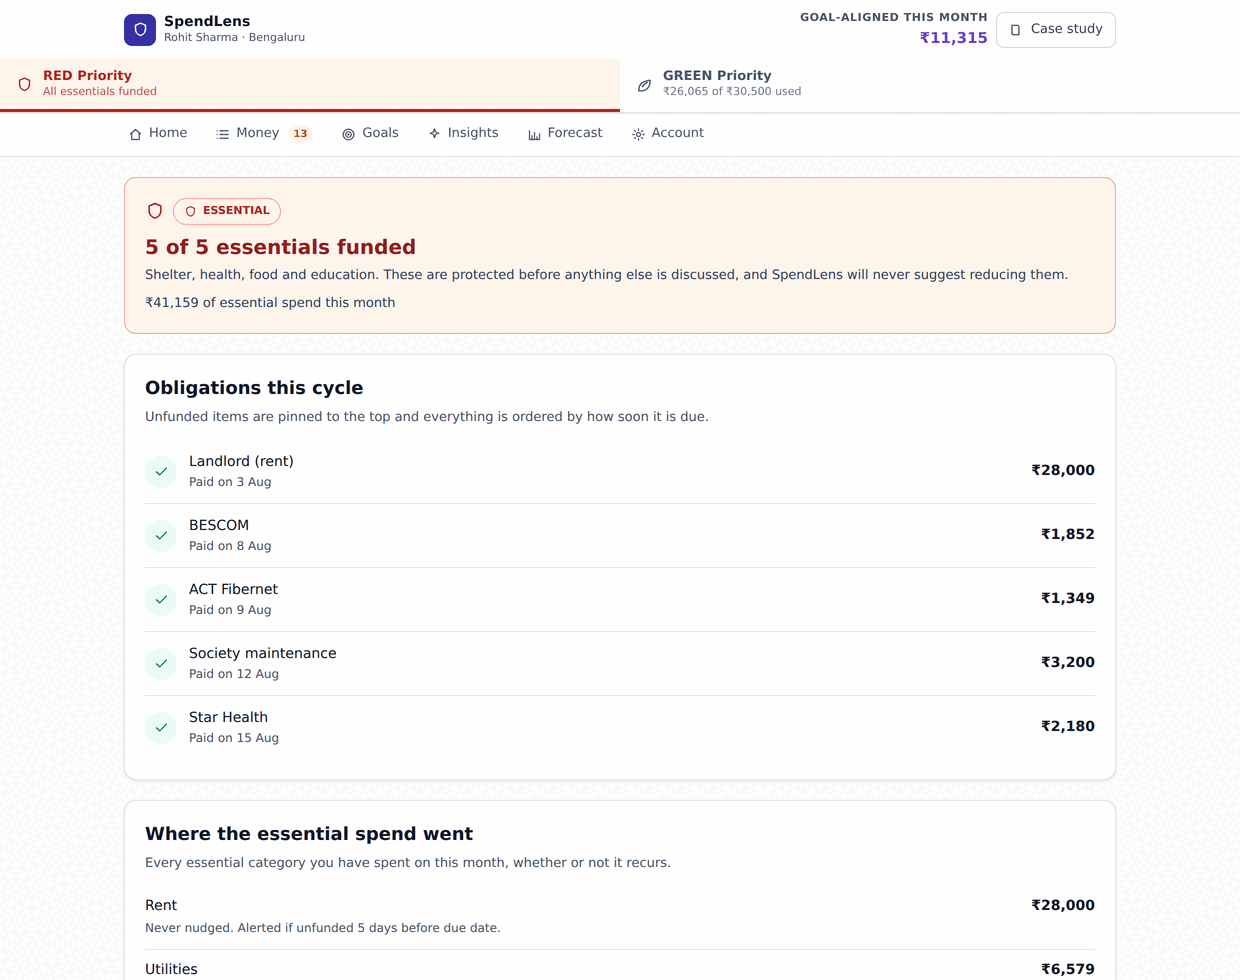 SpendLens
Rohit Sharma · Bengaluru
GOAL-ALIGNED THIS MONTH
₹11,315
Case study
RED Priority
All essentials funded
GREEN Priority
₹26,065 of ₹30,500 used
Home
Money 13
Goals
Insights
Forecast
Account
ESSENTIAL
5 of 5 essentials funded
Shelter, health, food and education. These are protected before anything else is discussed, and SpendLens will never suggest reducing them.
₹41,159 of essential spend this month
Obligations this cycle
Unfunded items are pinned to the top and everything is ordered by how soon it is due.
Landlord (rent)
Paid on 3 Aug
₹28,000
BESCOM
Paid on 8 Aug
₹1,852
ACT Fibernet
Paid on 9 Aug
₹1,349
Society maintenance
Paid on 12 Aug
₹3,200
Star Health
Paid on 15 Aug
₹2,180
Where the essential spend went
Every essential category you have spent on this month, whether or not it recurs.
Rent
₹28,000
Never nudged. Alerted if unfunded 5 days before due date.
Utilities
₹6,579